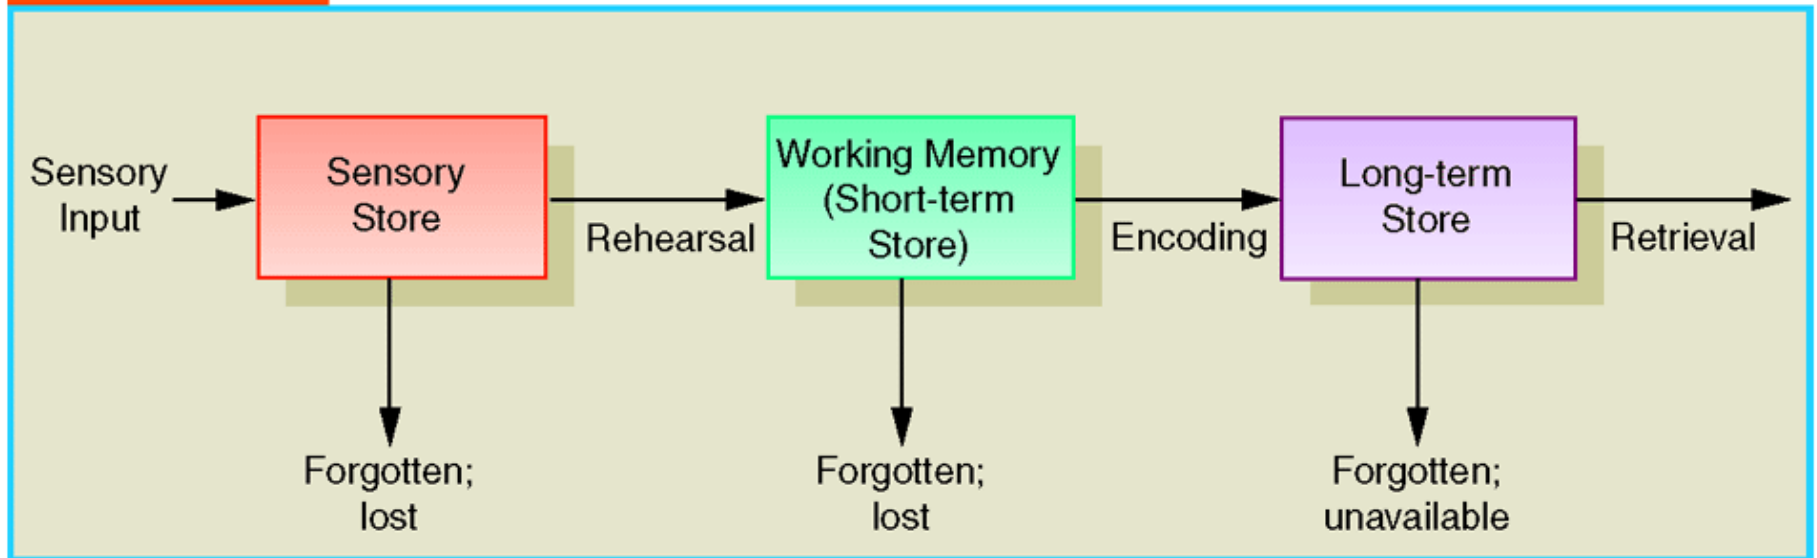 Sensory
Input
Sensory
Store
Rehearsal
Working Memory
(Short-term
Store)
Encoding
Long-term
Store
Retrieval
Forgotten;
lost
Forgotten;
lost
Forgotten;
unavailable